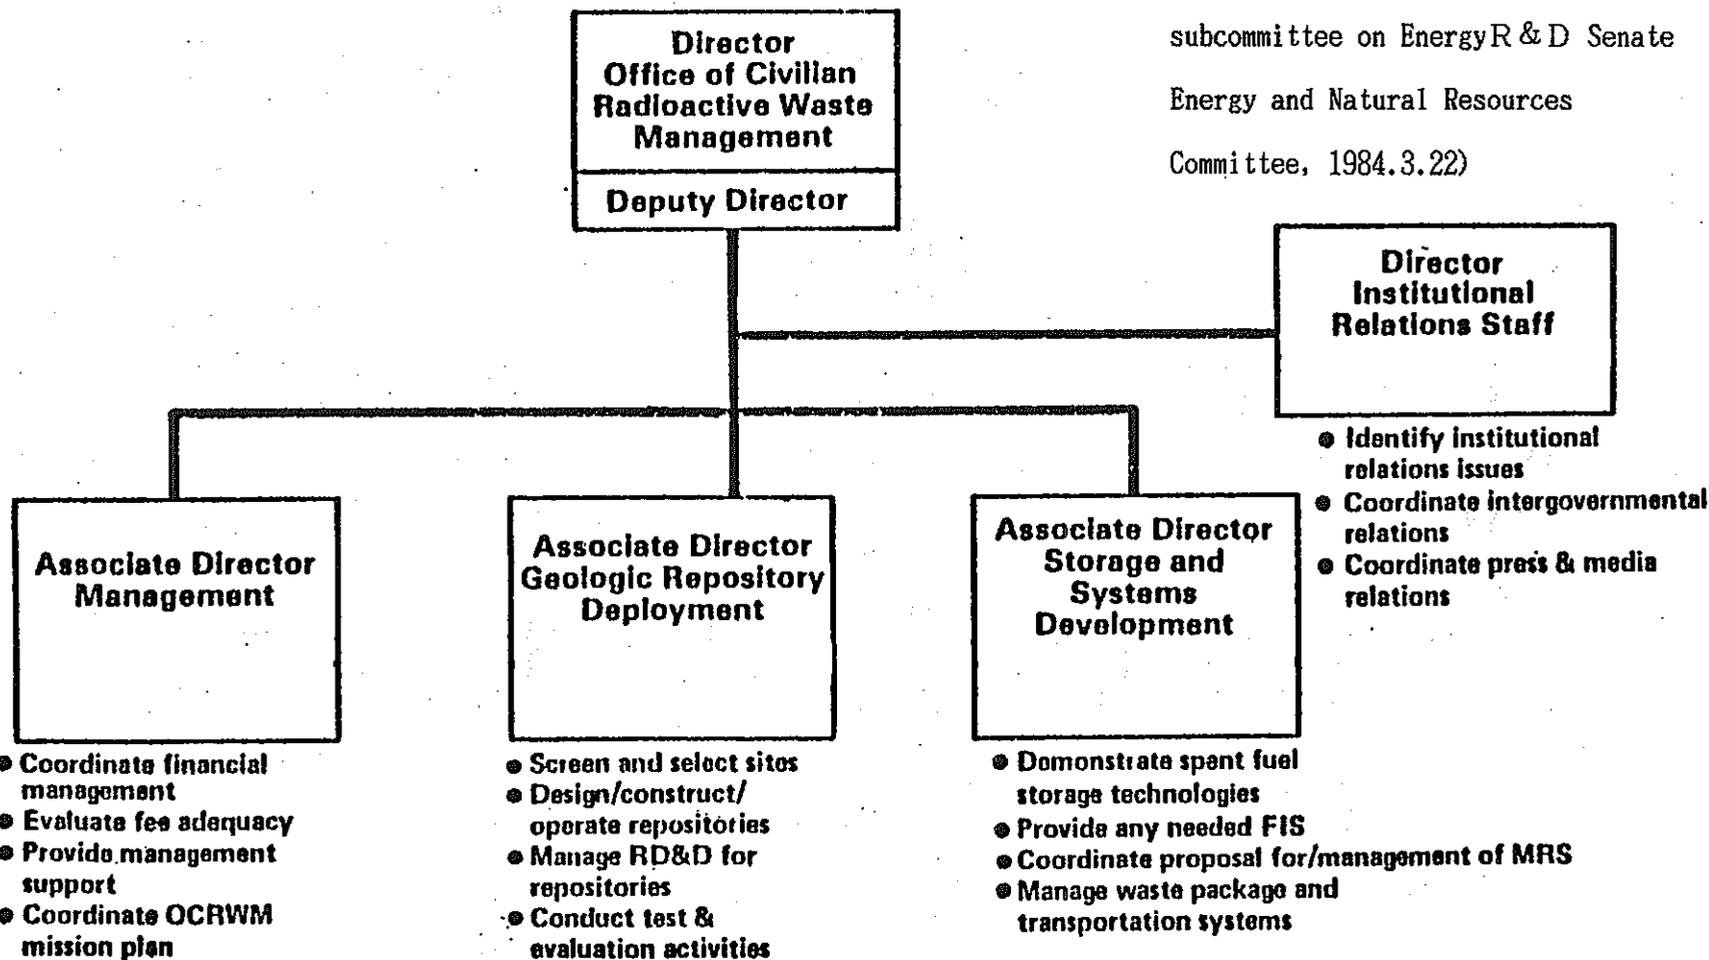 subcommittee on Energy R & D Senate
Energy and Natural Resources
Committee, 1984.3.22)
Director
Office of Civilian
Radioactive Waste
Management
Deputy Director
Director
Institutional
Relations Staff
● Identify institutional
relations issues
● Coordinate intergovernmental
relations
● Coordinate press & media
relations
Associate Director
Management
● Coordinate financial
management
● Evaluate fee adequacy
● Provide management
support
● Coordinate OCRWM
mission plan
Associate Director
Geologic Repository
Deployment
● Screen and select sites
● Design/construct/
operate repositories
● Manage RD&D for
repositories
● Conduct test &
evaluation activities
Associate Director
Storage and
Systems
Development
● Demonstrate spent fuel
storage technologies
● Provide any needed FIS
● Coordinate proposal for/management of MRS
● Manage waste package and
transportation systems